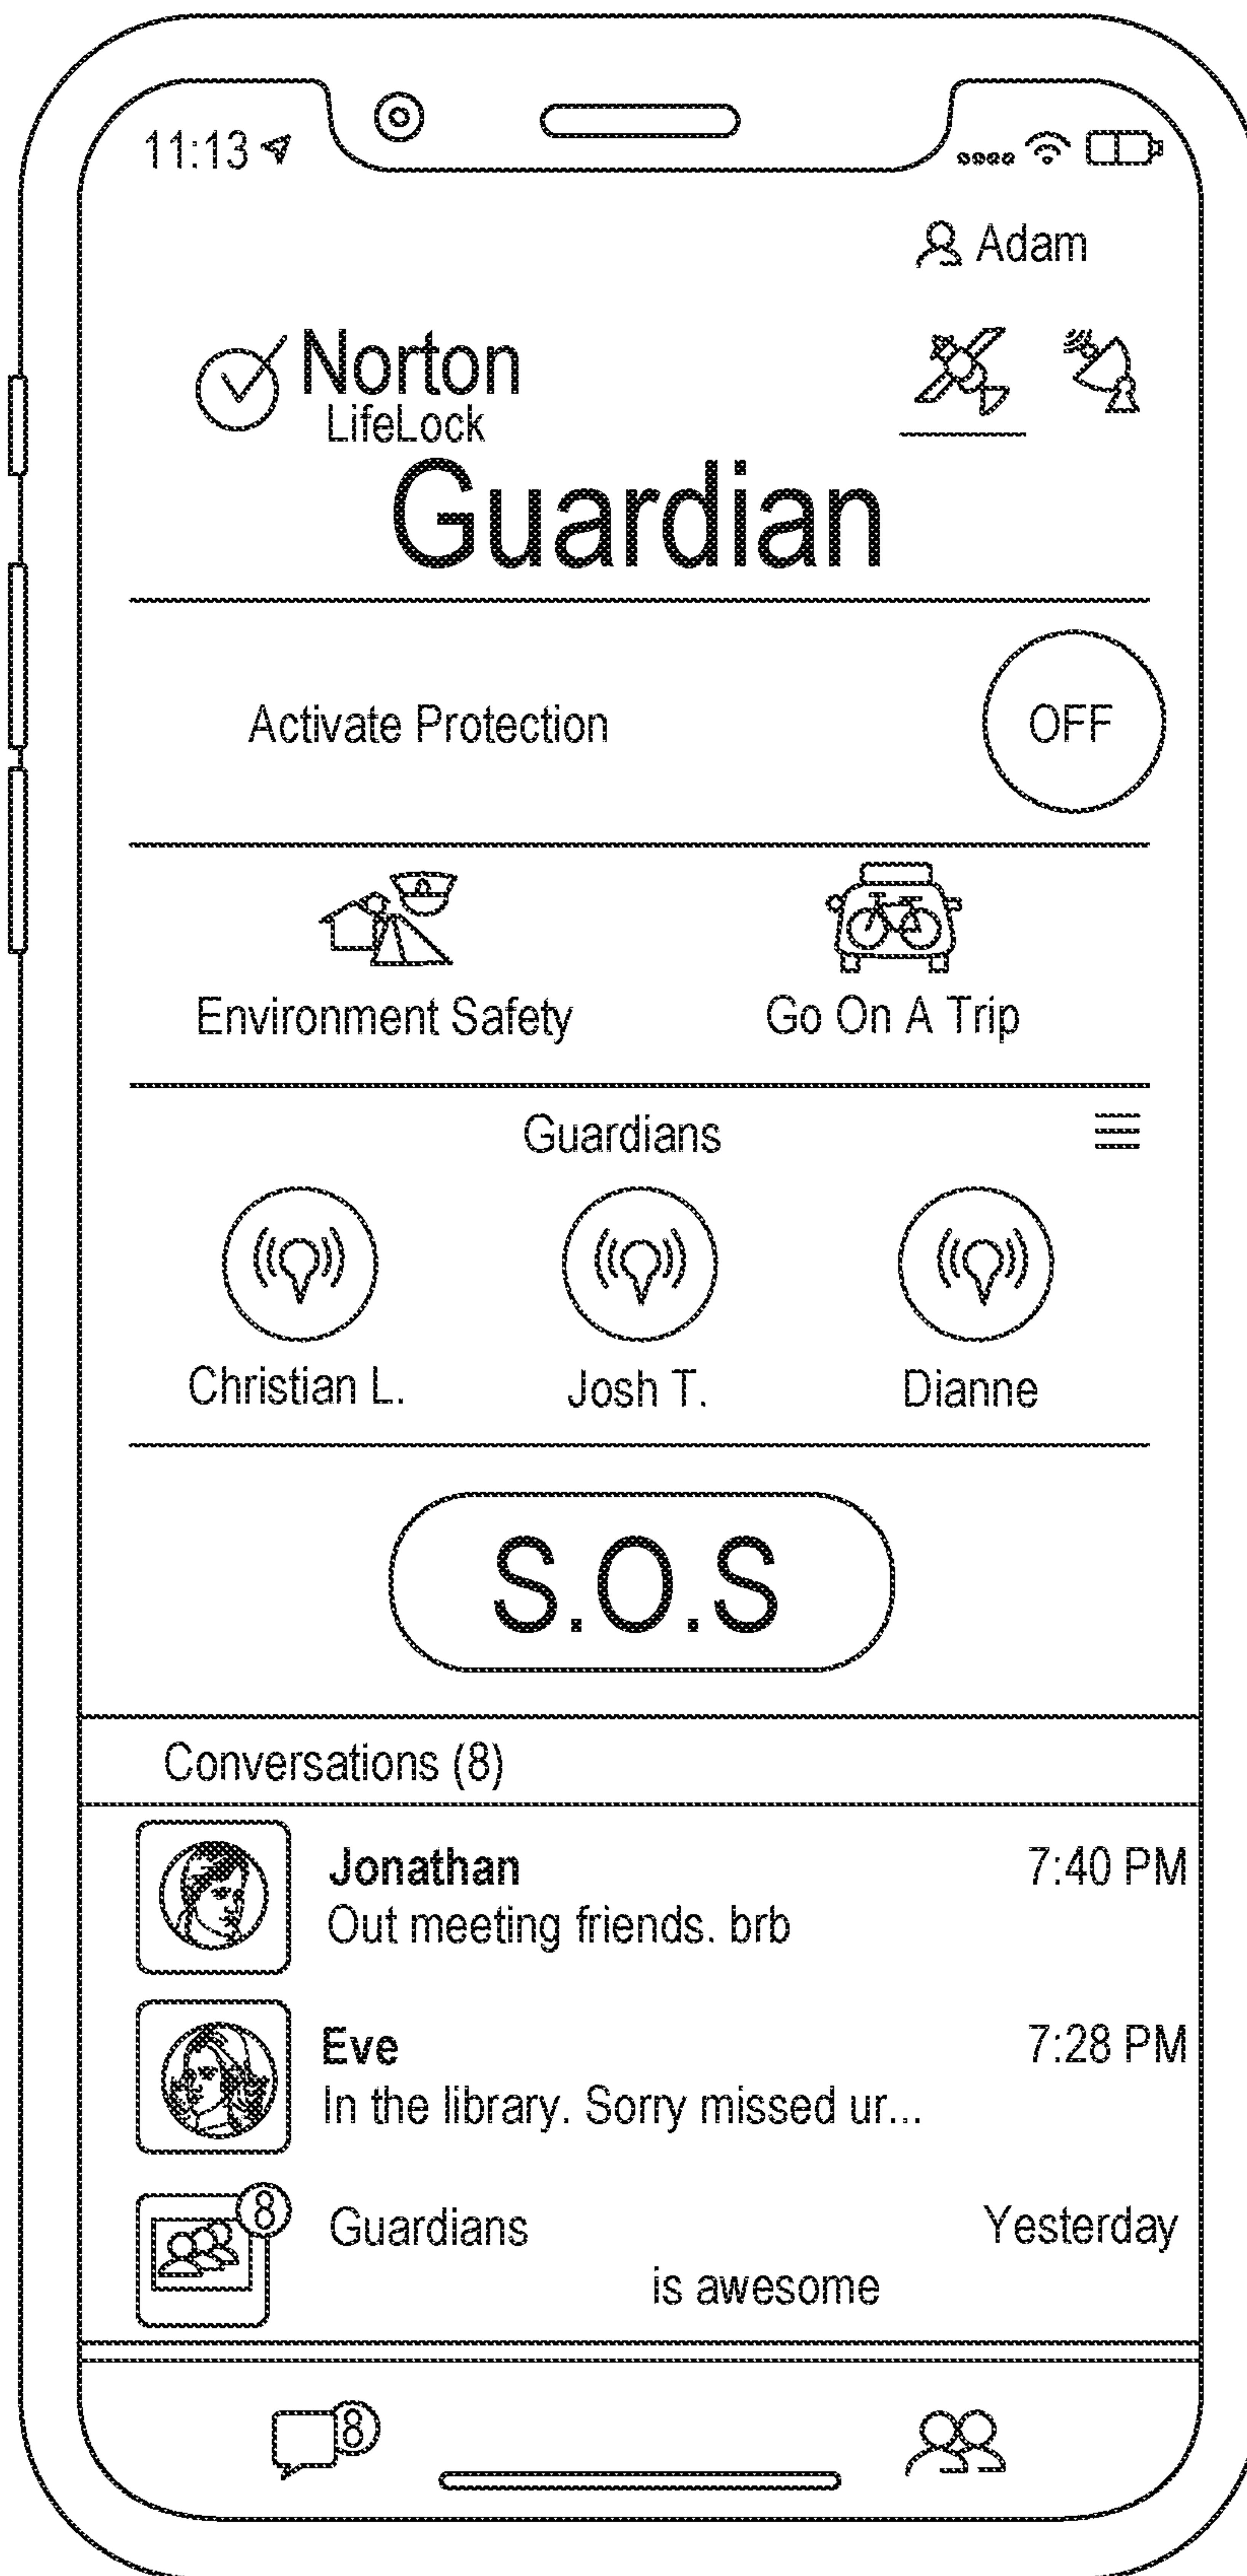 11:13
Adam
Norton
LifeLock
Guardian
Activate Protection OFF
Environment Safety Go On A Trip
Guardians
Christian L. Josh T. Dianne
S.O.S
Conversations (8)
Jonathan 7:40 PM
Out meeting friends. brb
Eve 7:28 PM
In the library. Sorry missed ur...
8
Guardians Yesterday
is awesome
8